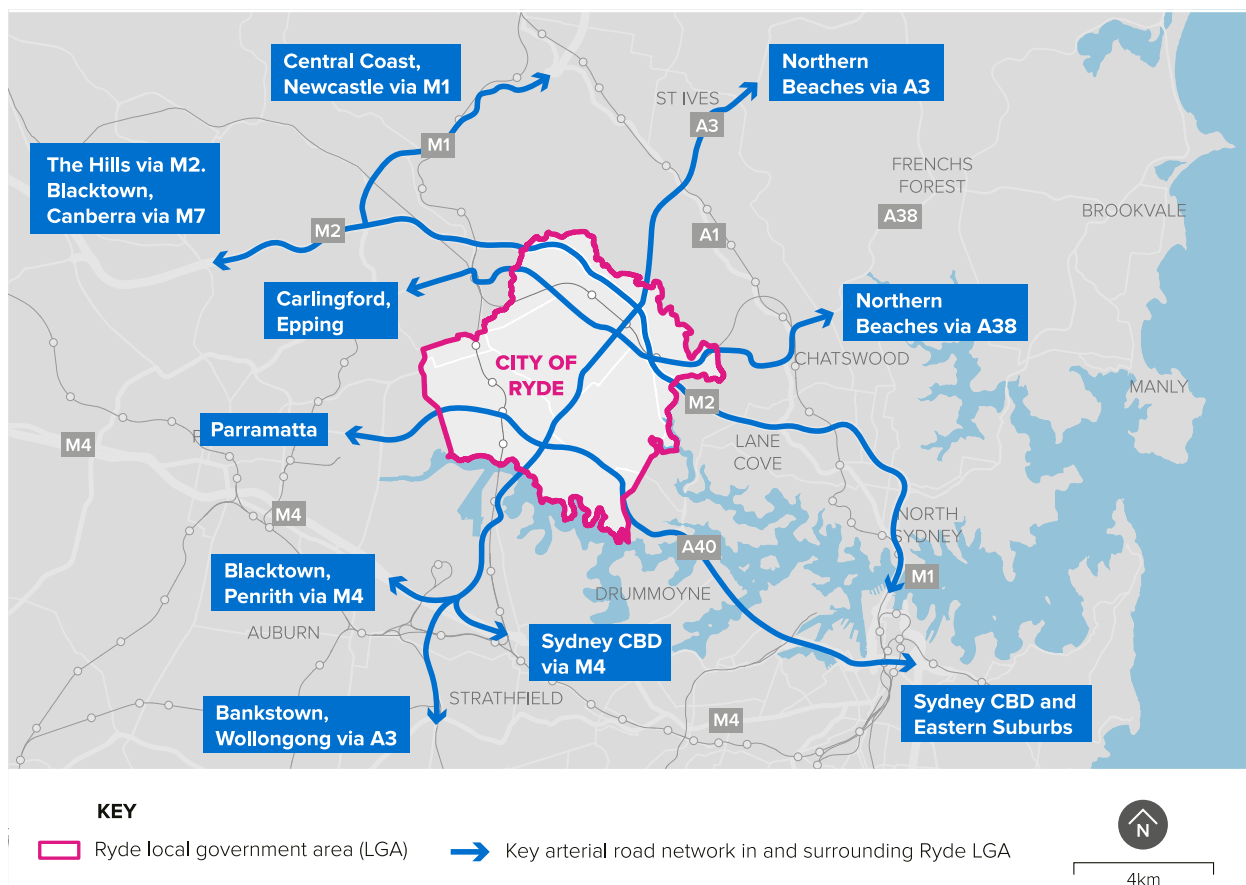 Central Coast,
Newcastle via M1
Northern
Beaches via A3
ST IVES
A3
M1
The Hills via M2.
Blacktown,
Canberra via M7
FRENCHS
FOREST
A38
BROOKVALE
M2
A1
Carlingford,
Epping
Northern
Beaches via A38
CITY OF
RYDE
CHATSWOOD
MANLY
M2
Parramatta
M4
LANE
COVE
M4
NORTH
SYDNEY
A40
Blacktown,
Penrith via M4
M1
DRUMMOYNE
AUBURN
Sydney CBD
via M4
STRATHFIELD
Bankstown,
Wollongong via A3
M4
Sydney CBD and
Eastern Suburbs
KEY
Ryde local government area (LGA)
Key arterial road network in and surrounding Ryde LGA
N
4km